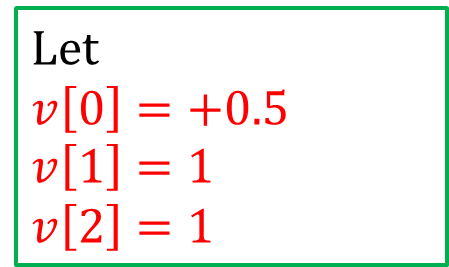 Let
v[0] = +0.5
v[1] = 1
v[2] = 1